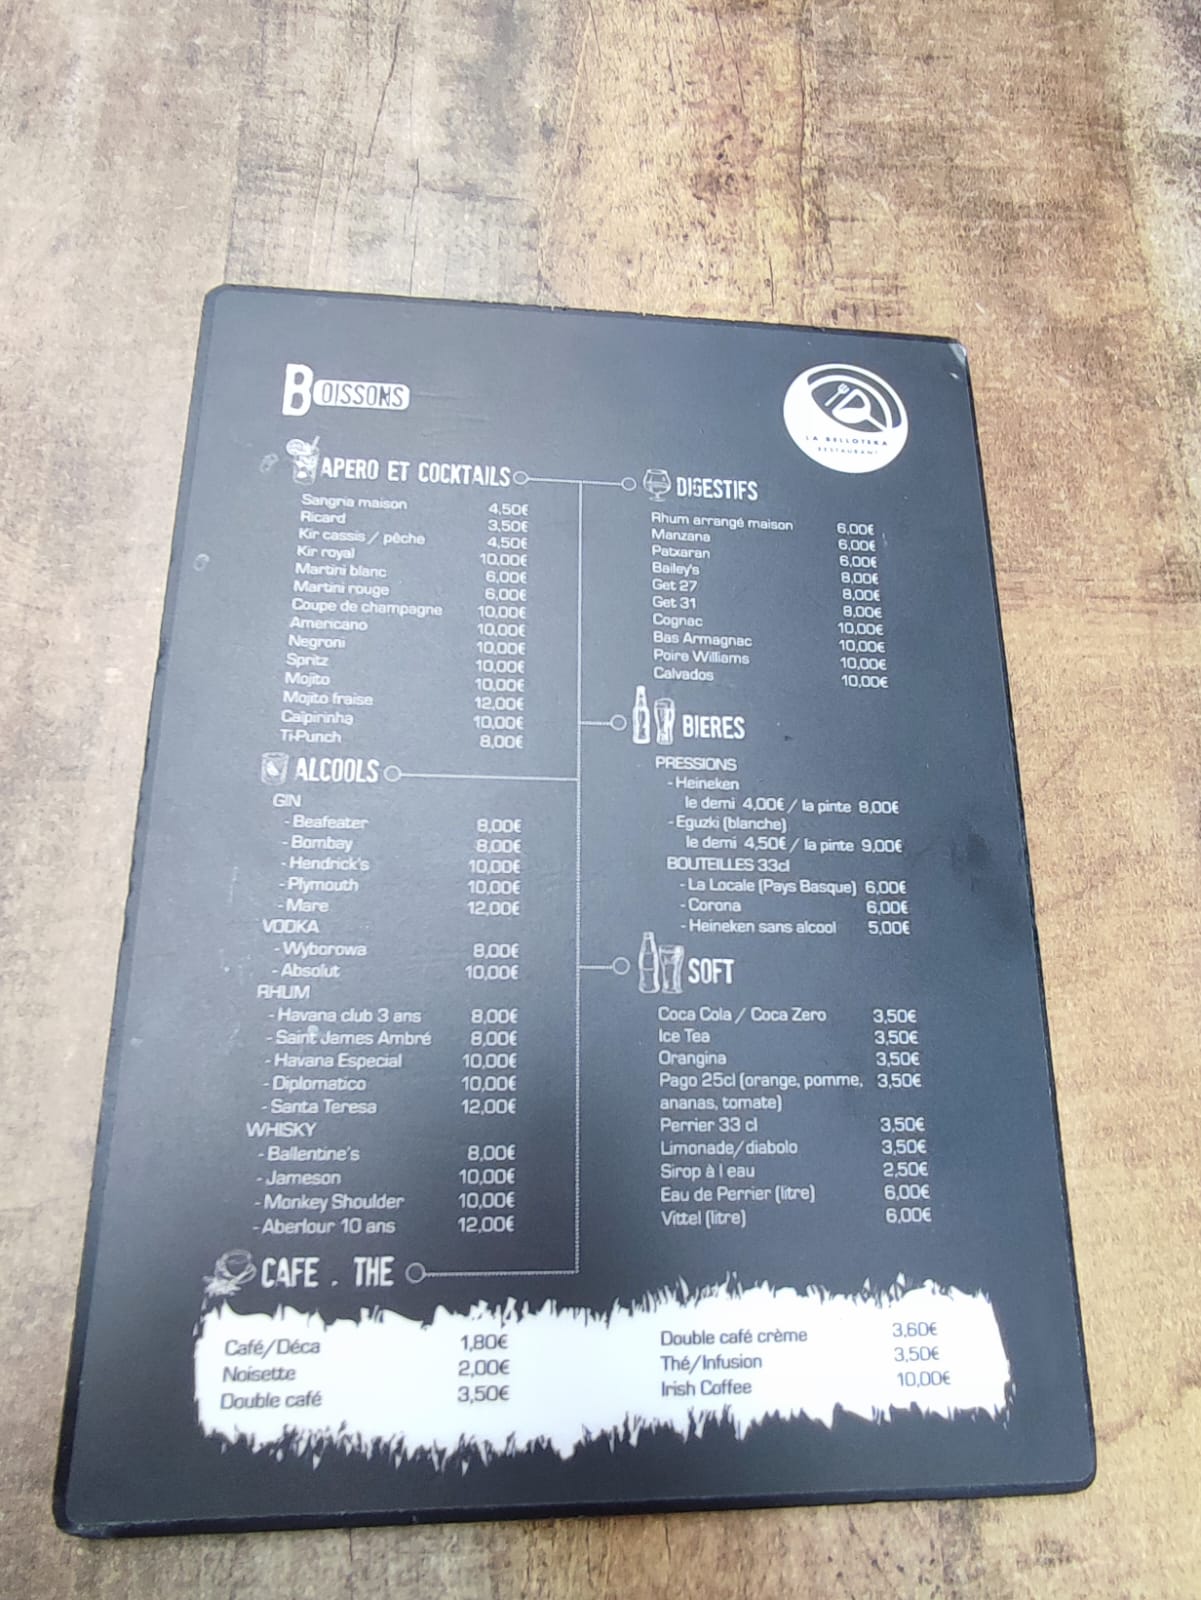 BOISSONS
LA BELLOTEKA
RESTAURANT
APERO ET COCKTAILS
Sangria maison 4,50€
Ricard 3,50€
Kir cassis / pêche 4,50€
Kir royal 10,00€
Martini blanc 6,00€
Martini rouge 6,00€
Coupe de champagne 10,00€
Americano 10,00€
Negroni 10,00€
Spritz 10,00€
Mojito 10,00€
Mojito fraise 12,00€
Caïpirinha 10,00€
Ti-Punch 8,00€
ALCOOLS
GIN
- Beafeater 8,00€
- Bombay 8,00€
- Hendrick's 10,00€
- Plymouth 10,00€
- Mare 12,00€
VODKA
- Wyborowa 8,00€
- Absolut 10,00€
RHUM
- Havana club 3 ans 8,00€
- Saint James Ambré 8,00€
- Havana Especial 10,00€
- Diplomatico 10,00€
- Santa Teresa 12,00€
WHISKY
- Ballentine's 8,00€
- Jameson 10,00€
- Monkey Shoulder 10,00€
- Aberlour 10 ans 12,00€
DIGESTIFS
Rhum arrangé maison 6,00€
Manzana 6,00€
Patxaran 6,00€
Bailey's 8,00€
Get 27 8,00€
Get 31 8,00€
Cognac 10,00€
Bas Armagnac 10,00€
Poire Williams 10,00€
Calvados 10,00€
BIERES
PRESSIONS
- Heineken
le demi 4,00€ / la pinte 8,00€
- Eguzki (blanche)
le demi 4,50€ / la pinte 9,00€
BOUTEILLES 33cl
- La Locale (Pays Basque) 6,00€
- Corona 6,00€
- Heineken sans alcool 5,00€
SOFT
Coca Cola / Coca Zero 3,50€
Ice Tea 3,50€
Orangina 3,50€
Pago 25cl (orange, pomme, 3,50€
ananas, tomate)
Perrier 33 cl 3,50€
Limonade/diabolo 3,50€
Sirop à l eau 2,50€
Eau de Perrier (litre) 6,00€
Vittel (litre) 6,00€
CAFE . THE
Café/Déca 1,80€
Noisette 2,00€
Double café 3,50€
Double café crème 3,60€
Thé/Infusion 3,50€
Irish Coffee 10,00€